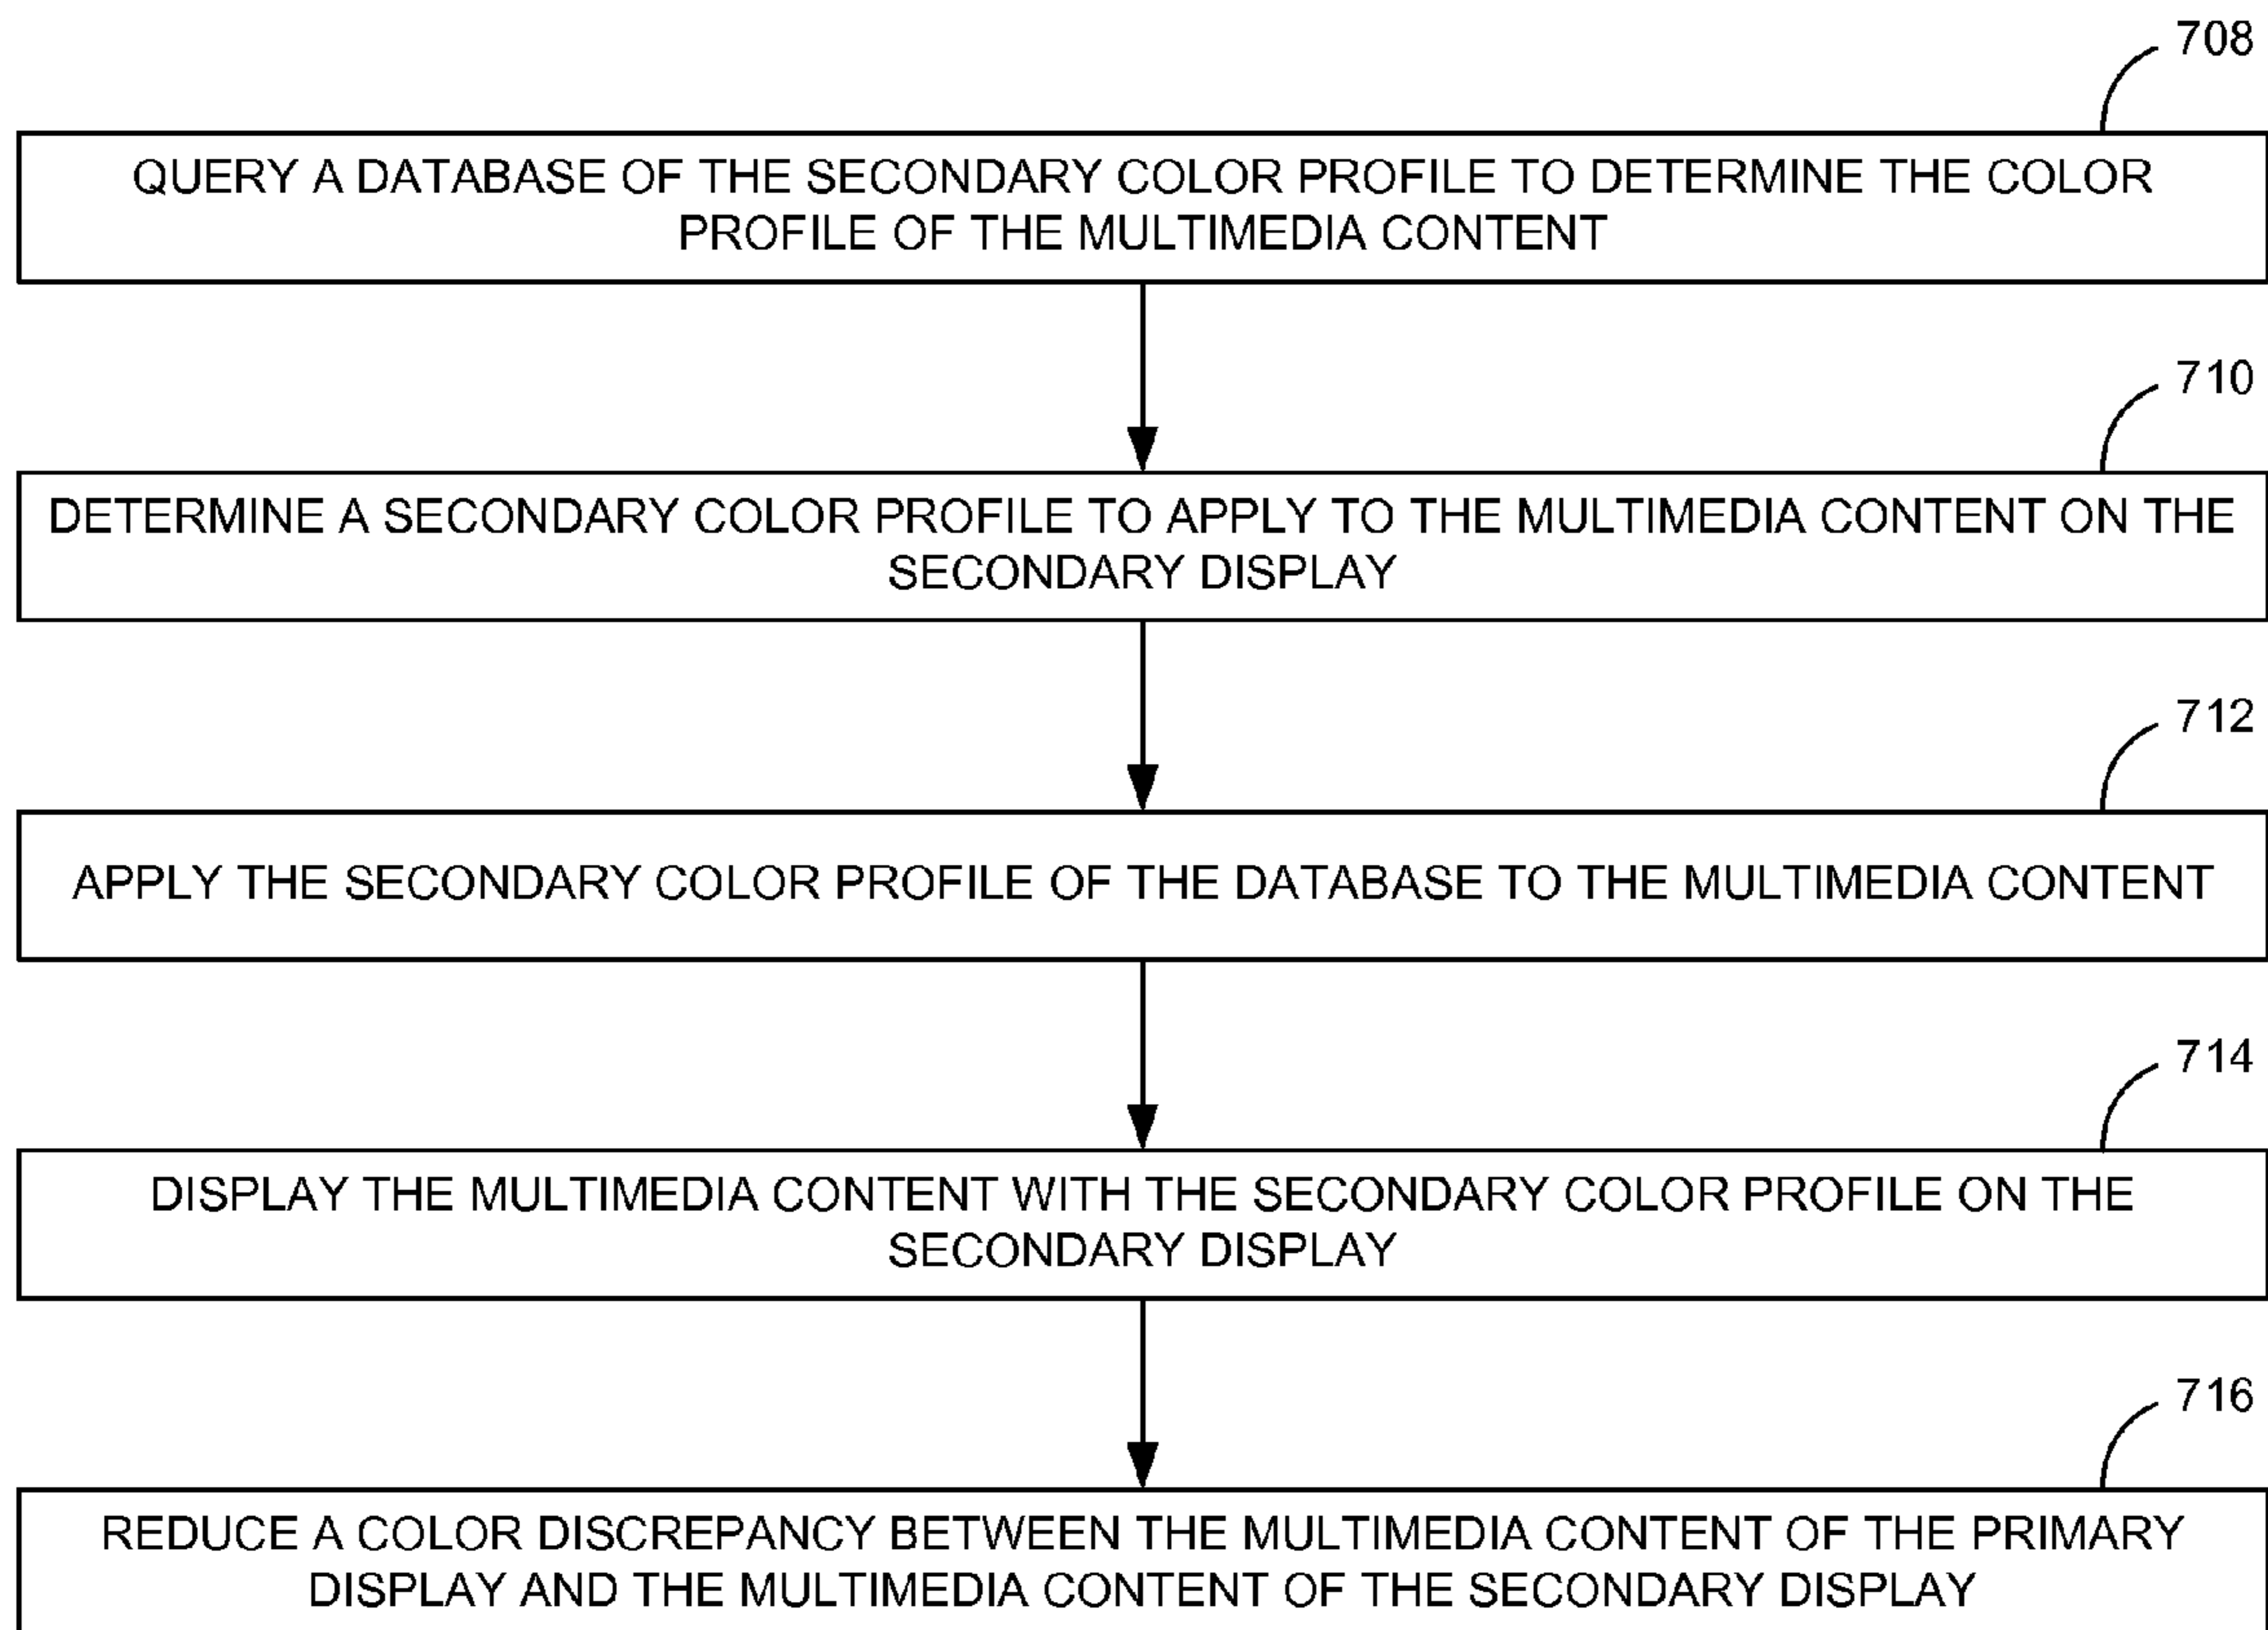 708
QUERY A DATABASE OF THE SECONDARY COLOR PROFILE TO DETERMINE THE COLOR
PROFILE OF THE MULTIMEDIA CONTENT
710
DETERMINE A SECONDARY COLOR PROFILE TO APPLY TO THE MULTIMEDIA CONTENT ON THE
SECONDARY DISPLAY
712
APPLY THE SECONDARY COLOR PROFILE OF THE DATABASE TO THE MULTIMEDIA CONTENT
714
DISPLAY THE MULTIMEDIA CONTENT WITH THE SECONDARY COLOR PROFILE ON THE
SECONDARY DISPLAY
716
REDUCE A COLOR DISCREPANCY BETWEEN THE MULTIMEDIA CONTENT OF THE PRIMARY
DISPLAY AND THE MULTIMEDIA CONTENT OF THE SECONDARY DISPLAY